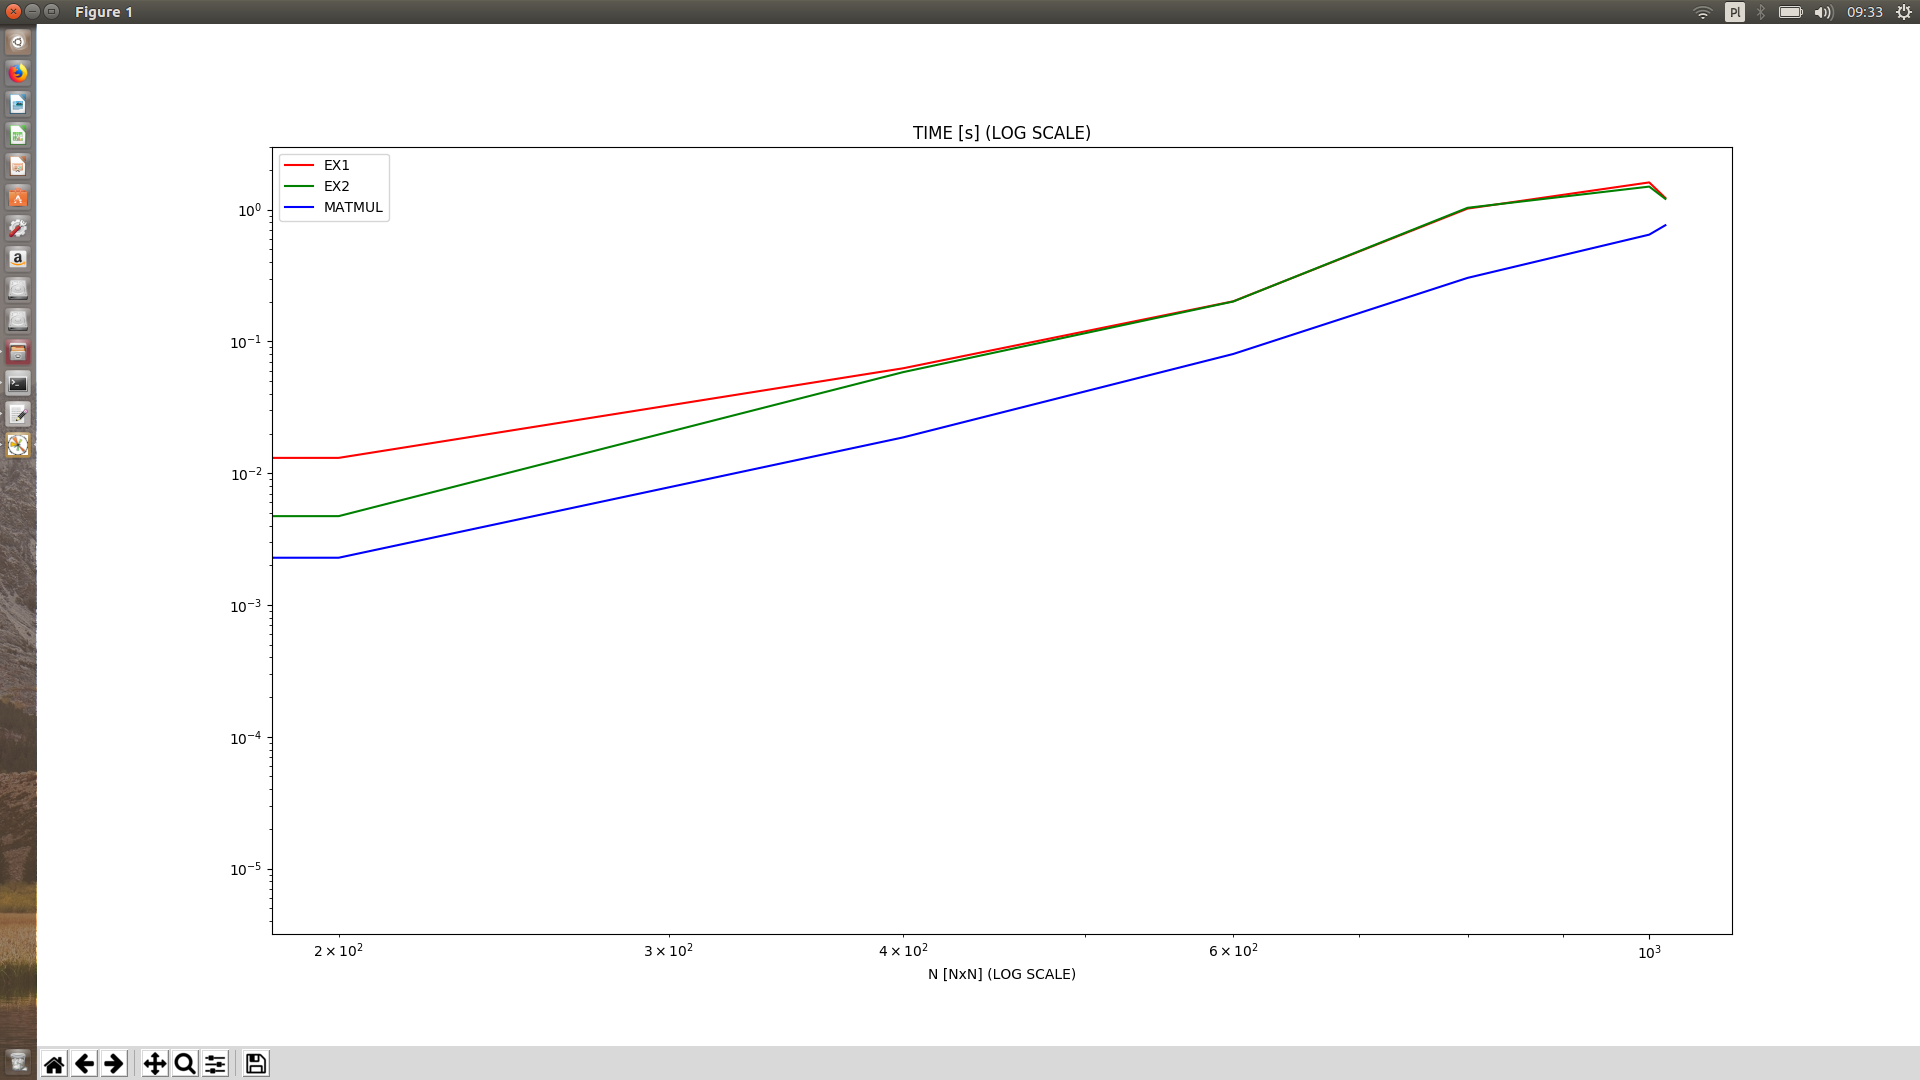 Figure 1
Pl
09:33
TIME [s] (LOG SCALE)
EX1
EX2
MATMUL
10⁰
10⁻¹
10⁻²
10⁻³
10⁻⁴
10⁻⁵
2 × 10² 3 × 10² 4 × 10² 6 × 10² 10³
N [NxN] (LOG SCALE)